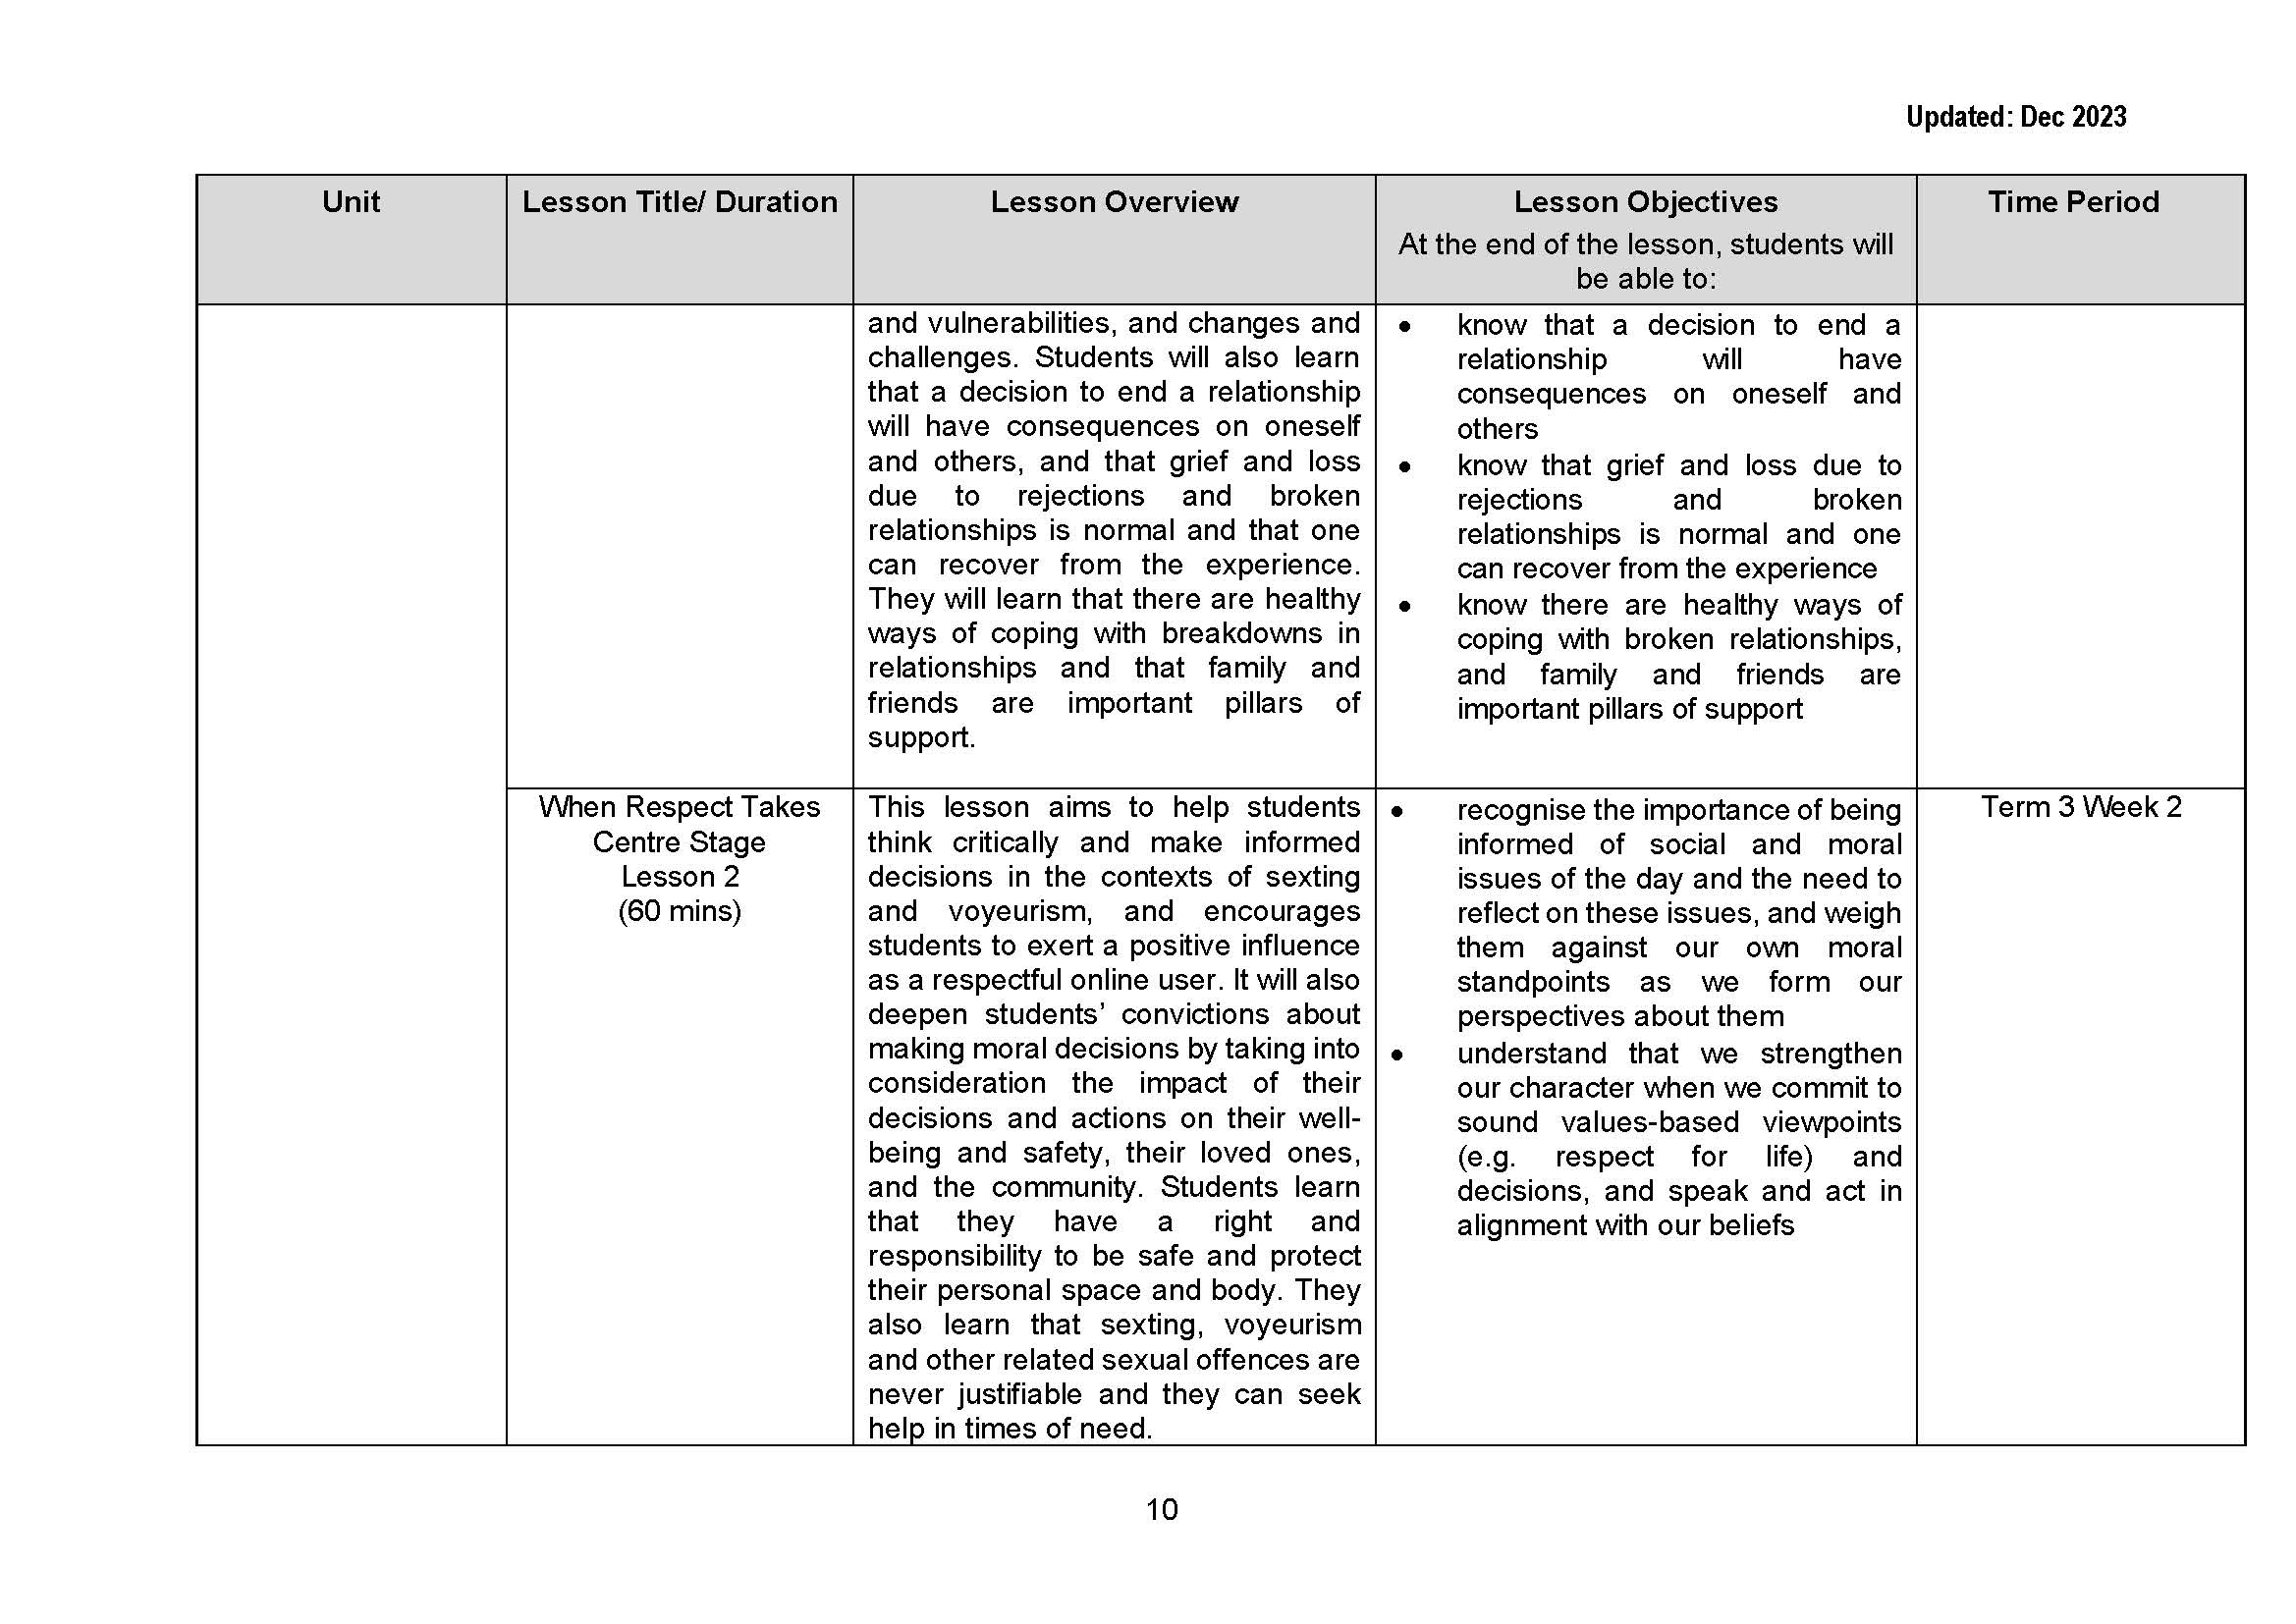 Updated: Dec 2023
Unit
Lesson Title/ Duration
Lesson Overview
Lesson Objectives
At the end of the lesson, students will
be able to:
Time Period
and vulnerabilities, and changes and
challenges. Students will also learn
that a decision to end a relationship
will have consequences on oneself
and others, and that grief and loss
due to rejections and broken
relationships is normal and that one
can recover from the experience.
They will learn that there are healthy
ways of coping with breakdowns in
relationships and that family and
friends are important pillars of
support.
• know that a decision to end a
relationship will have
consequences on oneself and
others
• know that grief and loss due to
rejections and broken
relationships is normal and one
can recover from the experience
• know there are healthy ways of
coping with broken relationships,
and family and friends are
important pillars of support
When Respect Takes
Centre Stage
Lesson 2
(60 mins)
This lesson aims to help students
think critically and make informed
decisions in the contexts of sexting
and voyeurism, and encourages
students to exert a positive influence
as a respectful online user. It will also
deepen students’ convictions about
making moral decisions by taking into
consideration the impact of their
decisions and actions on their well-
being and safety, their loved ones,
and the community. Students learn
that they have a right and
responsibility to be safe and protect
their personal space and body. They
also learn that sexting, voyeurism
and other related sexual offences are
never justifiable and they can seek
help in times of need.
• recognise the importance of being
informed of social and moral
issues of the day and the need to
reflect on these issues, and weigh
them against our own moral
standpoints as we form our
perspectives about them
• understand that we strengthen
our character when we commit to
sound values-based viewpoints
(e.g. respect for life) and
decisions, and speak and act in
alignment with our beliefs
Term 3 Week 2
10